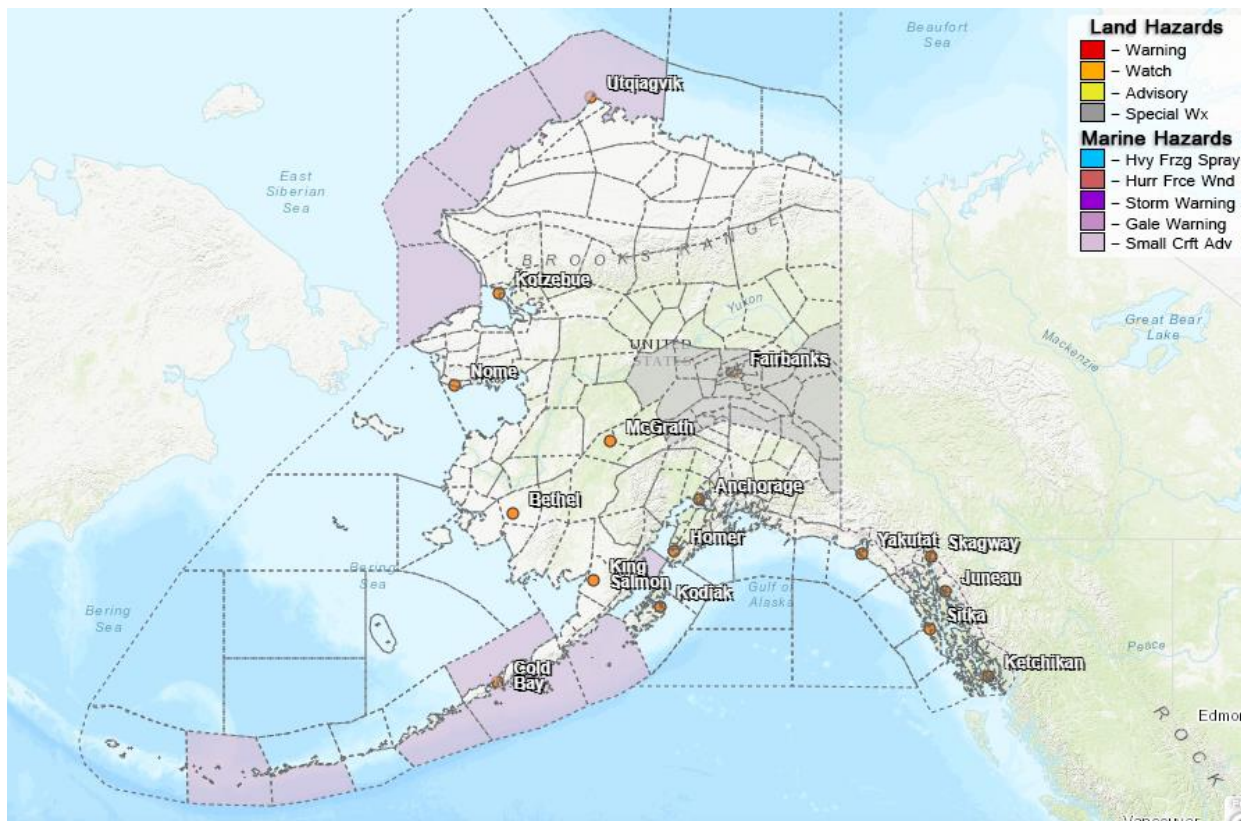 Land Hazards
– Warning
– Watch
– Advisory
– Special Wx
Marine Hazards
– Hvy Frzg Spray
– Hurr Frce Wnd
– Storm Warning
– Gale Warning
– Small Crft Adv
Beaufort
Sea
Utqiagvik
East
Siberian
Sea
BROOKS RANGE
Kotzebue
Yukon
Great Bear
Lake
Mackenzie
UNITED
STATES
Fairbanks
Nome
McGrath
Anchorage
Bethel
Homer
Yakutat
Skagway
King
Salmon
Kodiak
Juneau
Bering
Sea
Gulf of
Alaska
Bering
Sea
Sitka
Peace
Cold
Bay
Ketchikan
ROCK
Edmo
Vancouver